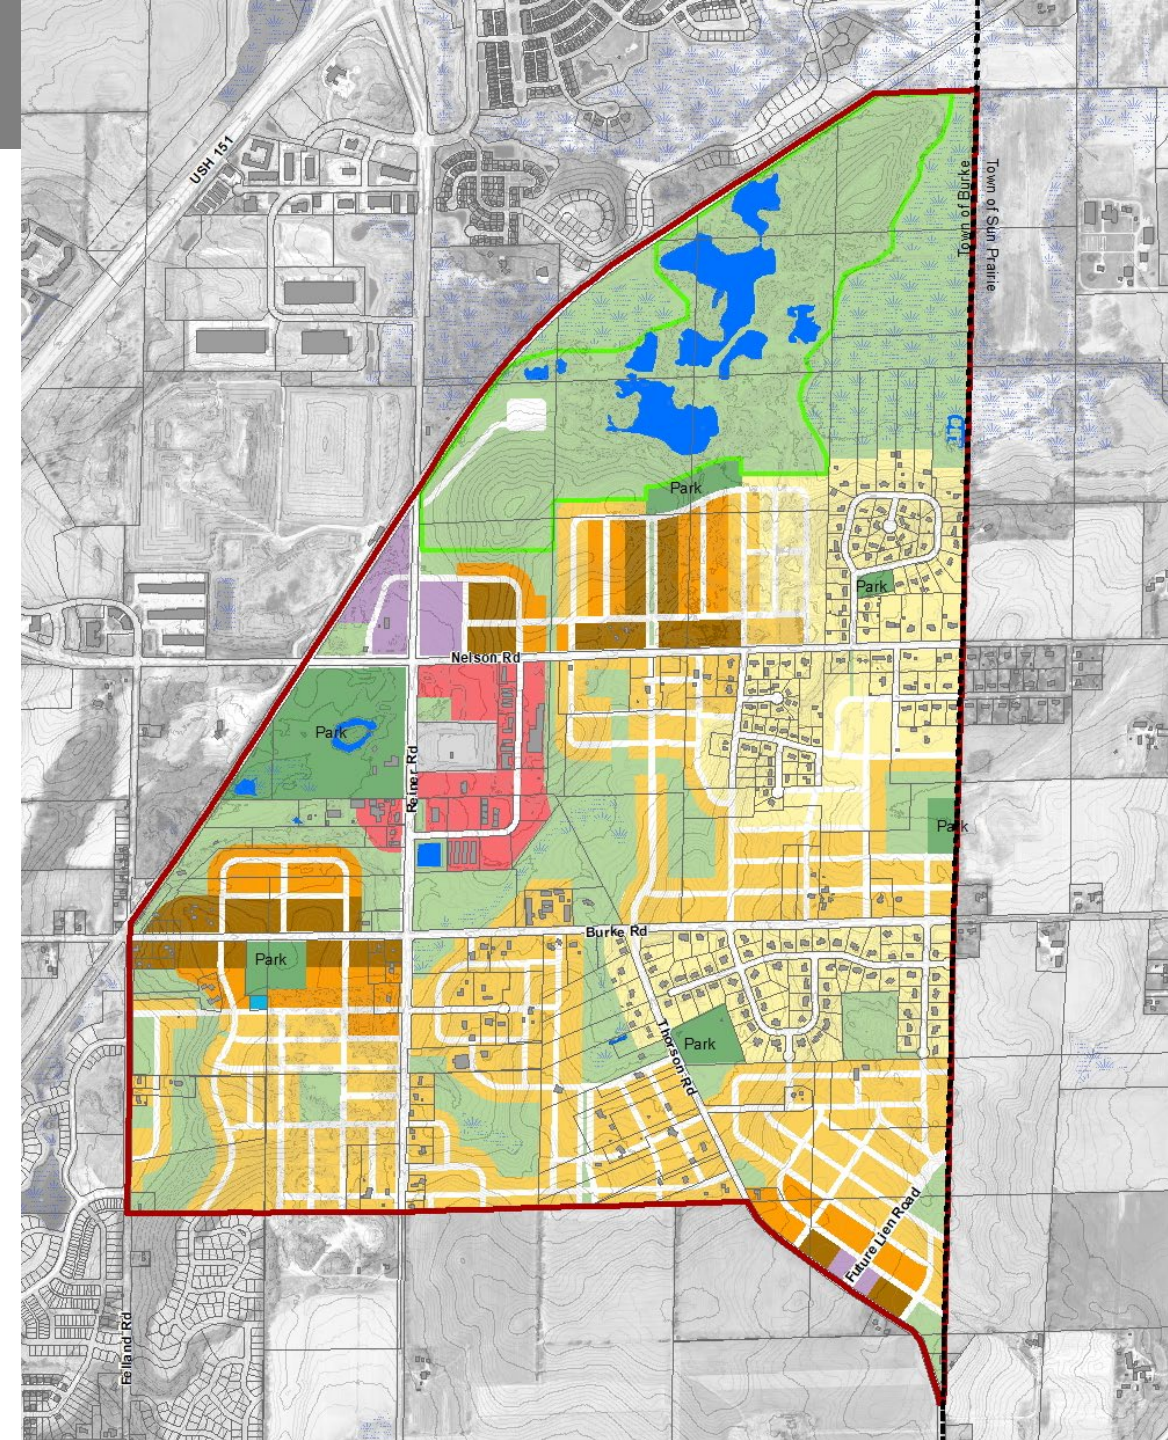 USH 151
Town of Burke
Town of Sun Prairie
Park
Park
Nelson Rd
Park
Reiner Rd
Park
Burke Rd
Park
Thorson Rd
Park
Future Lien Road
Felland Rd